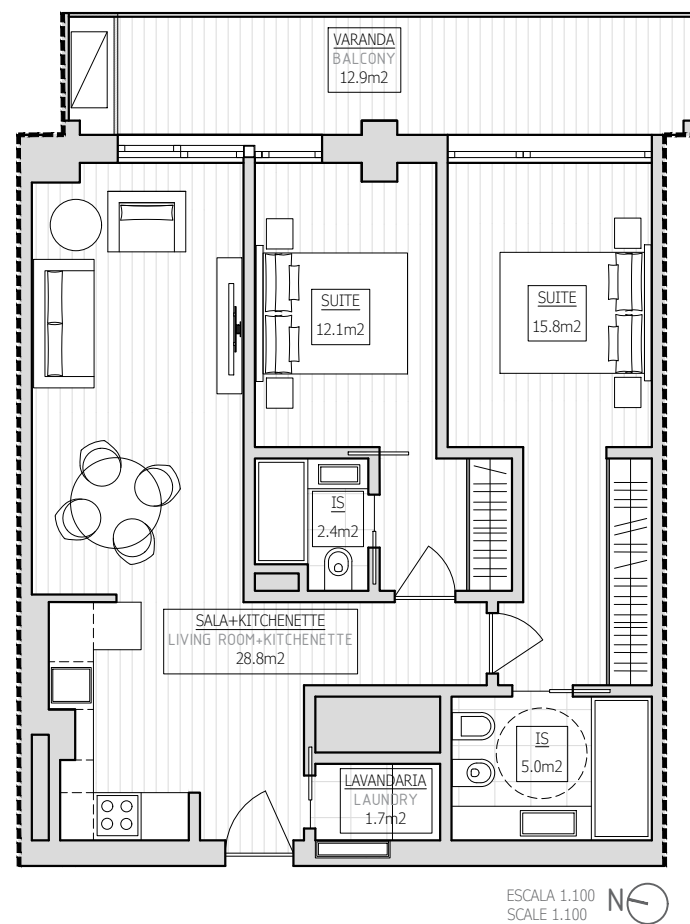 VARANDA
BALCONY
12.9m2
SUITE
12.1m2
SUITE
15.8m2
IS
2.4m2
SALA+KITCHENETTE
LIVING ROOM+KITCHENETTE
28.8m2
IS
5.0m2
LAVANDARIA
LAUNDRY
1.7m2
ESCALA 1.100
SCALE 1.100
N